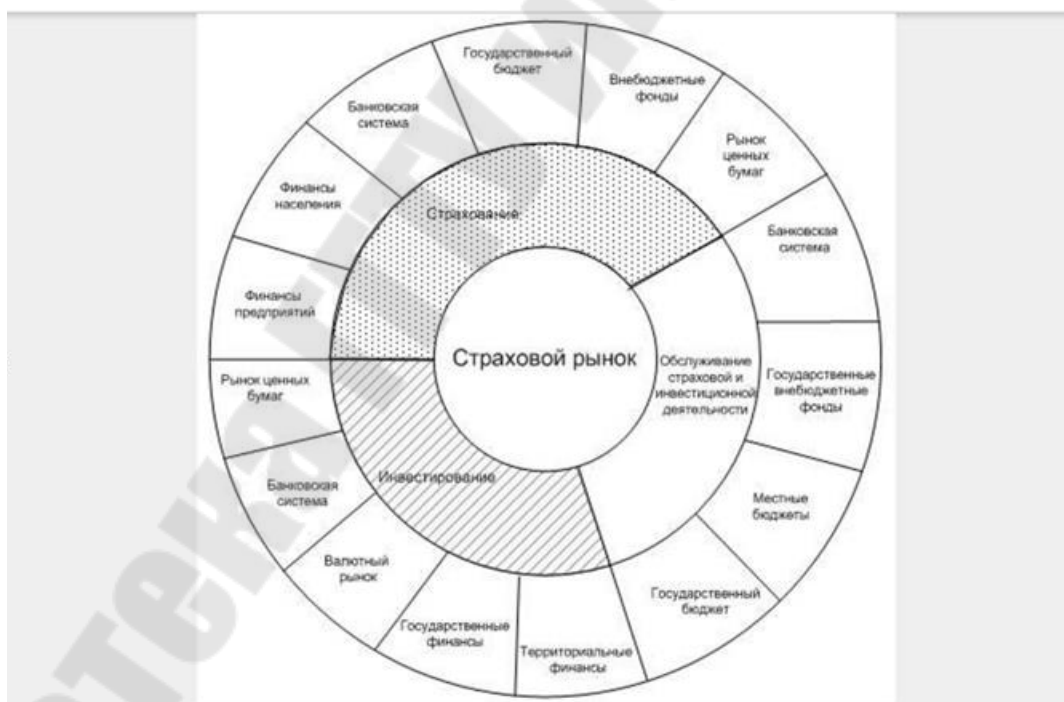 Государственный
бюджет
Внебюджетные
фонды
Банковская
система
Рынок
ценных
бумаг
Финансы
населения
Страхование
Банковская
система
Финансы
предприятий
Страховой рынок
Обслуживание
страховой и
инвестиционной
деятельности
Государственные
внебюджетные
фонды
Рынок ценных
бумаг
Инвестирование
Банковская
система
Местные
бюджеты
Валютный
рынок
Государственный
бюджет
Государственные
финансы
Территориальные
финансы